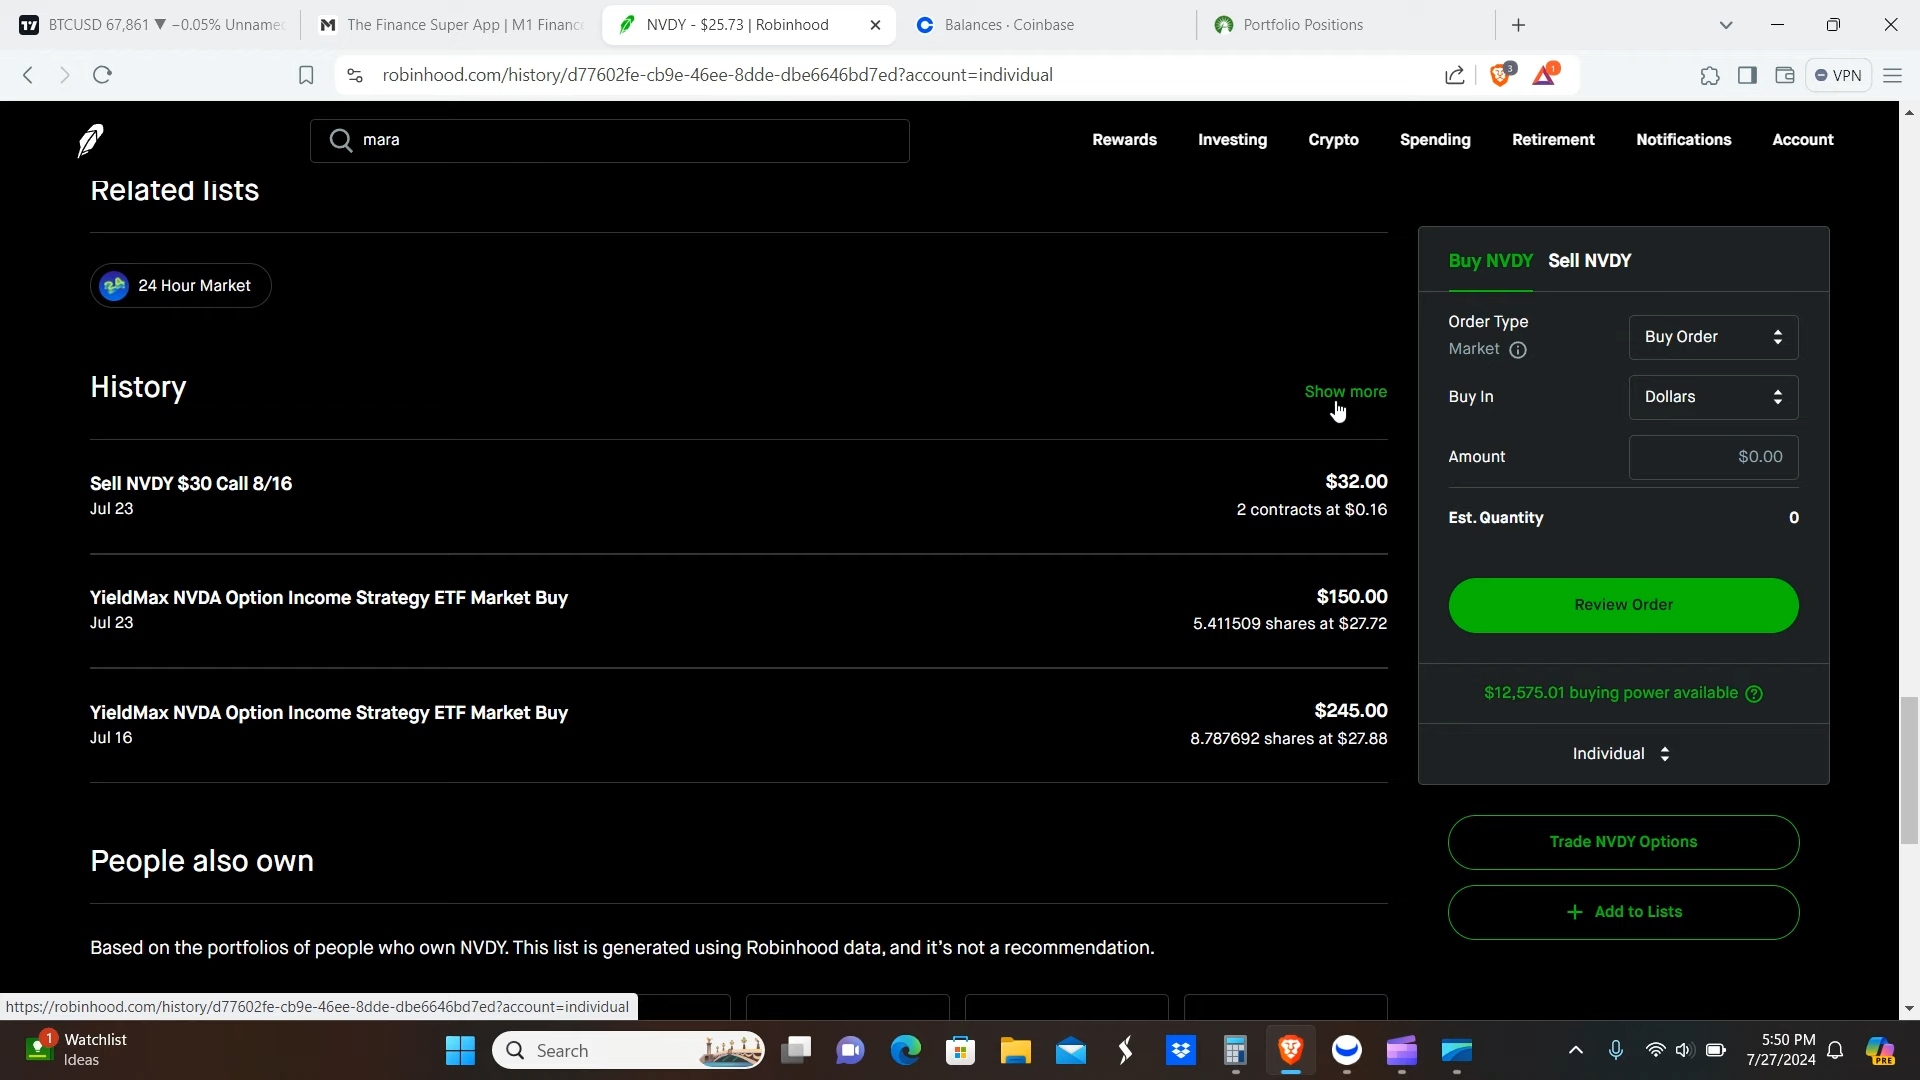 BTCUSD 67,861 ▼ −0.05% Unname
The Finance Super App | M1 Financ
NVDY - $25.73 | Robinhood
Balances · Coinbase
Portfolio Positions
robinhood.com/history/d77602fe-cb9e-46ee-8dde-dbe6646bd7ed?account=individual
3
1
VPN
mara
Rewards
Investing
Crypto
Spending
Retirement
Notifications
Account
Related lists
24 Hour Market
History
Show more
Sell NVDY $30 Call 8/16
$32.00
Jul 23
2 contracts at $0.16
YieldMax NVDA Option Income Strategy ETF Market Buy
$150.00
Jul 23
5.411509 shares at $27.72
YieldMax NVDA Option Income Strategy ETF Market Buy
$245.00
Jul 16
8.787692 shares at $27.88
People also own
Based on the portfolios of people who own NVDY. This list is generated using Robinhood data, and it's not a recommendation.
Buy NVDY Sell NVDY
Order Type
Market
Buy Order
Buy In
Dollars
Amount
$0.00
Est. Quantity
0
Review Order
$12,575.01 buying power available
Individual
Trade NVDY Options
+ Add to Lists
https://robinhood.com/history/d77602fe-cb9e-46ee-8dde-dbe6646bd7ed?account=individual
1
Watchlist
Ideas
Search
5:50 PM
7/27/2024
PRE